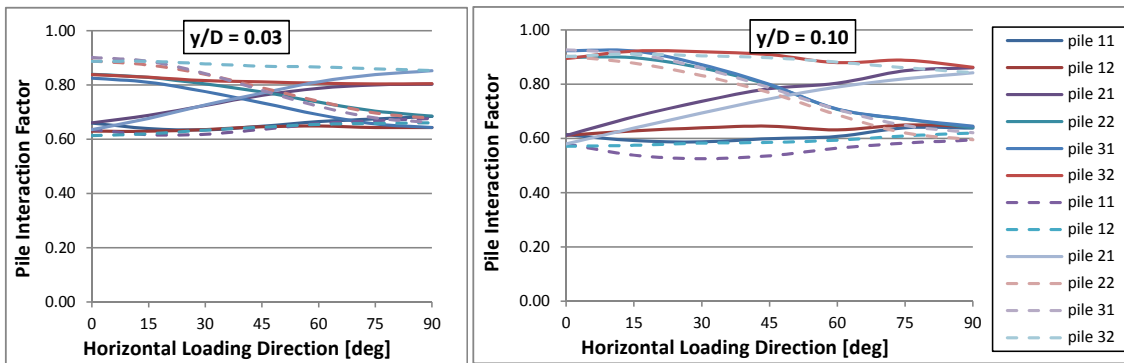 y/D = 0.03
Pile Interaction Factor
1.00
0.80
0.60
0.40
0.20
0.00
0 15 30 45 60 75 90
Horizontal Loading Direction [deg]
y/D = 0.10
Pile Interaction Factor
1.00
0.80
0.60
0.40
0.20
0.00
0 15 30 45 60 75 90
Horizontal Loading Direction [deg]
pile 11
pile 12
pile 21
pile 22
pile 31
pile 32
pile 11
pile 12
pile 21
pile 22
pile 31
pile 32